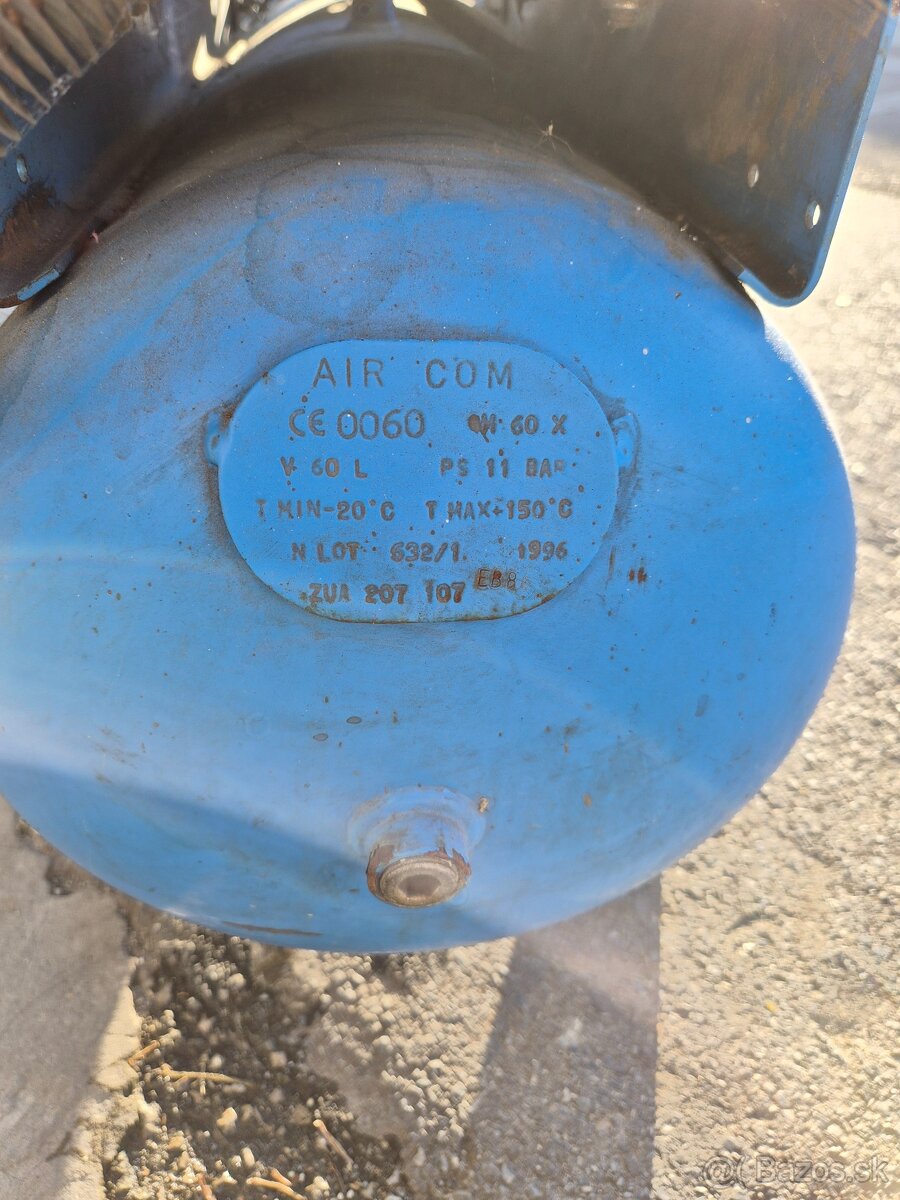 AIR COM
CE 0060 60 X
V 60 L PS 11 BAR
T MIN-20°C T MAX+150°C
N LOT 632/1. 1996
ZUA 207 107 EB8
Bazos.sk